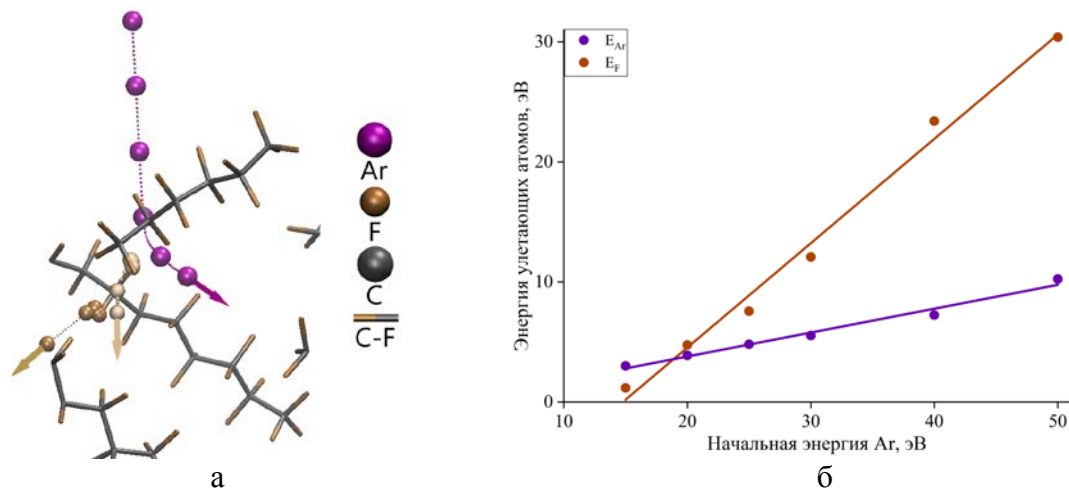 Ar
F
C
C-F
а
Энергия улетающих атомов, эВ
30
20
10
0
E_Ar
E_F
10
20
30
40
50
Начальная энергия Ar, эВ
б